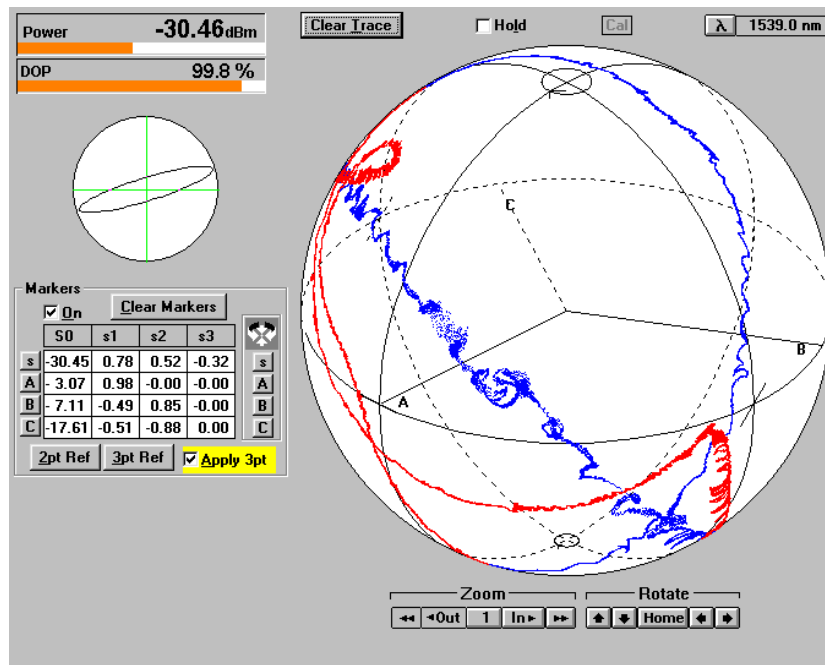 Power -30.46dBm
Clear Trace
Hold
Cal
λ 1539.0 nm
DOP 99.8 %
C
B
A
Markers
On Clear Markers
S0 s1 s2 s3
s -30.45 0.78 0.52 -0.32 s
A - 3.07 0.98 -0.00 -0.00 A
B - 7.11 -0.49 0.85 -0.00 B
C -17.61 -0.51 -0.88 0.00 C
2pt Ref 3pt Ref Apply 3pt
Zoom Rotate
Out 1 In Home